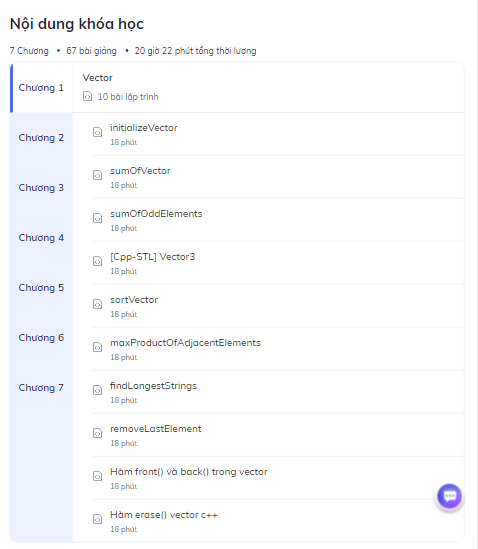 Nội dung khóa học
7 Chương • 67 bài giảng • 20 giờ 22 phút tổng thời lượng
Chương 1
Chương 2
Chương 3
Chương 4
Chương 5
Chương 6
Chương 7
Vector
10 bài lập trình
initializeVector
18 phút
sumOfVector
18 phút
sumOfOddElements
18 phút
[Cpp-STL] Vector3
18 phút
sortVector
18 phút
maxProductOfAdjacentElements
18 phút
findLongestStrings
18 phút
removeLastElement
18 phút
Hàm front() và back() trong vector
18 phút
Hàm erase() vector c++
18 phút